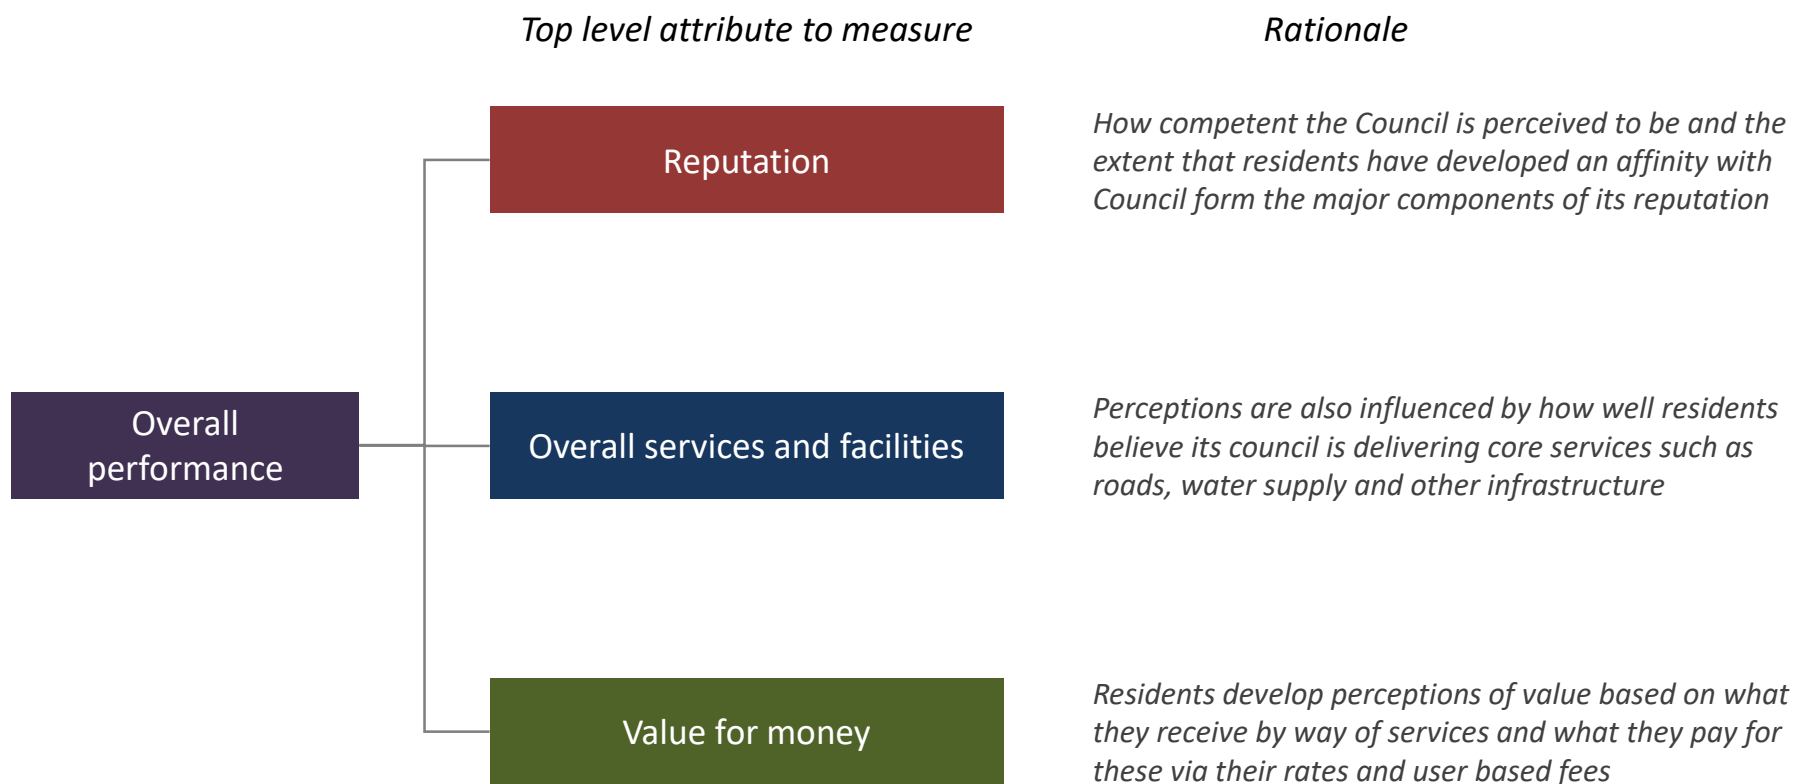 Top level attribute to measure
Rationale
Reputation
How competent the Council is perceived to be and the
extent that residents have developed an affinity with
Council form the major components of its reputation
Overall
performance
Overall services and facilities
Perceptions are also influenced by how well residents
believe its council is delivering core services such as
roads, water supply and other infrastructure
Value for money
Residents develop perceptions of value based on what
they receive by way of services and what they pay for
these via their rates and user based fees